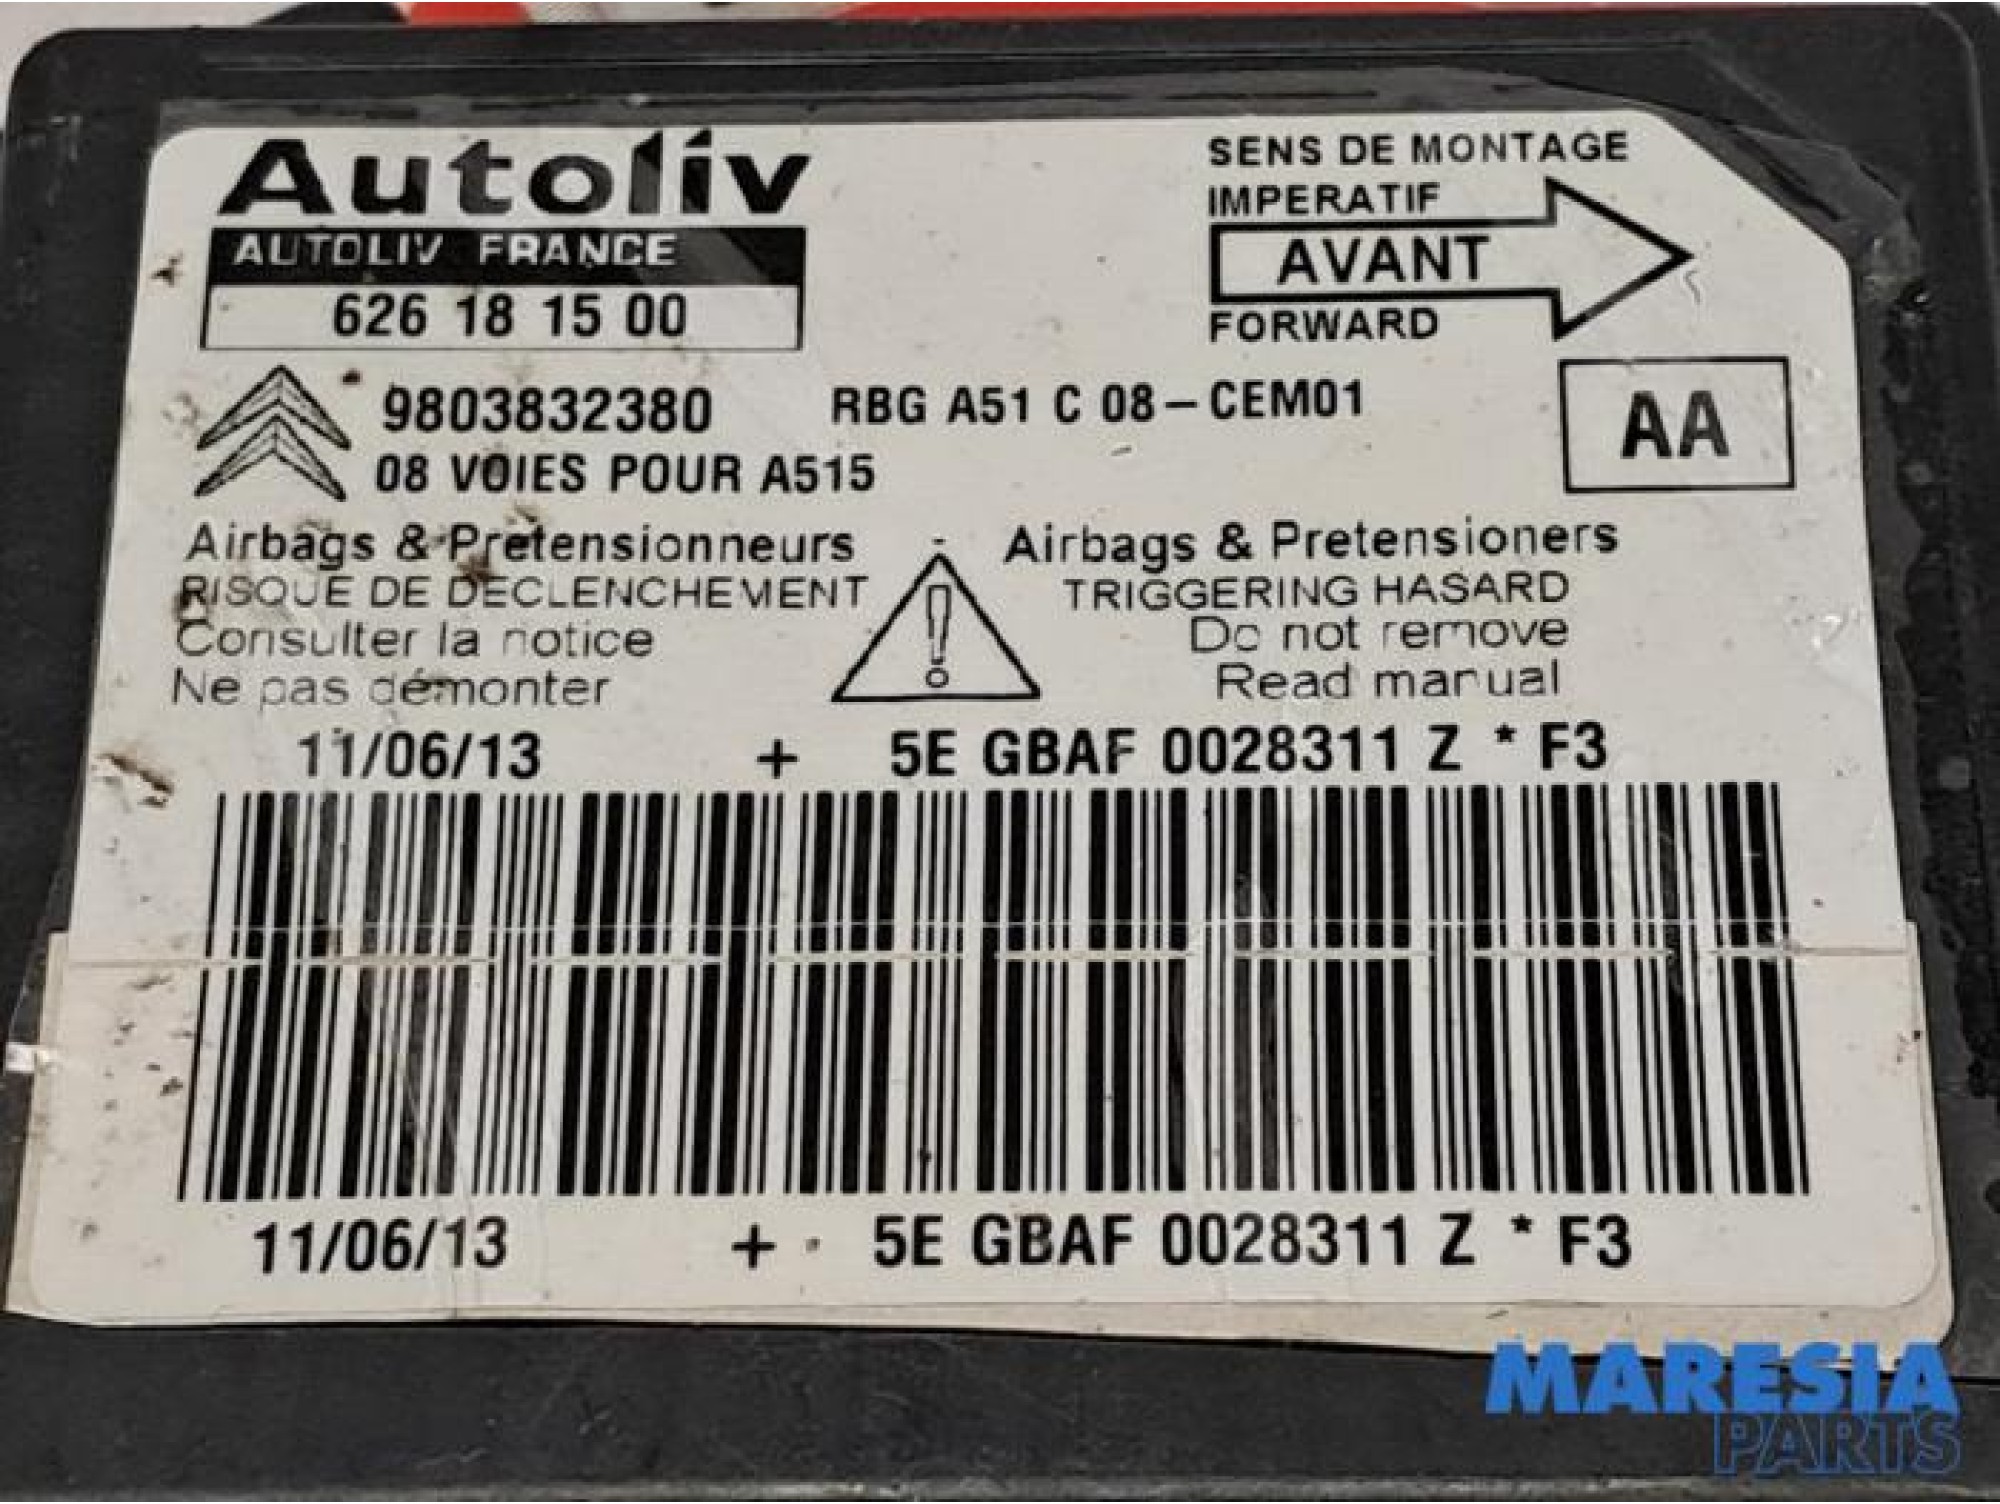 Autoliv
AUTOLIV FRANCE
626 18 15 00
SENS DE MONTAGE
IMPERATIF
AVANT
FORWARD
9803832380 RBG A51 C 08-CEM01
08 VOIES POUR A515
AA
Airbags & Pretensionneurs
RISQUE DE DECLENCHEMENT
Consulter la notice
Ne pas démonter
Airbags & Pretensioners
TRIGGERING HASARD
Do not remove
Read manual
11/06/13 + 5E GBAF 0028311 Z * F3
11/06/13 + 5E GBAF 0028311 Z * F3
MARESIA
PARTS